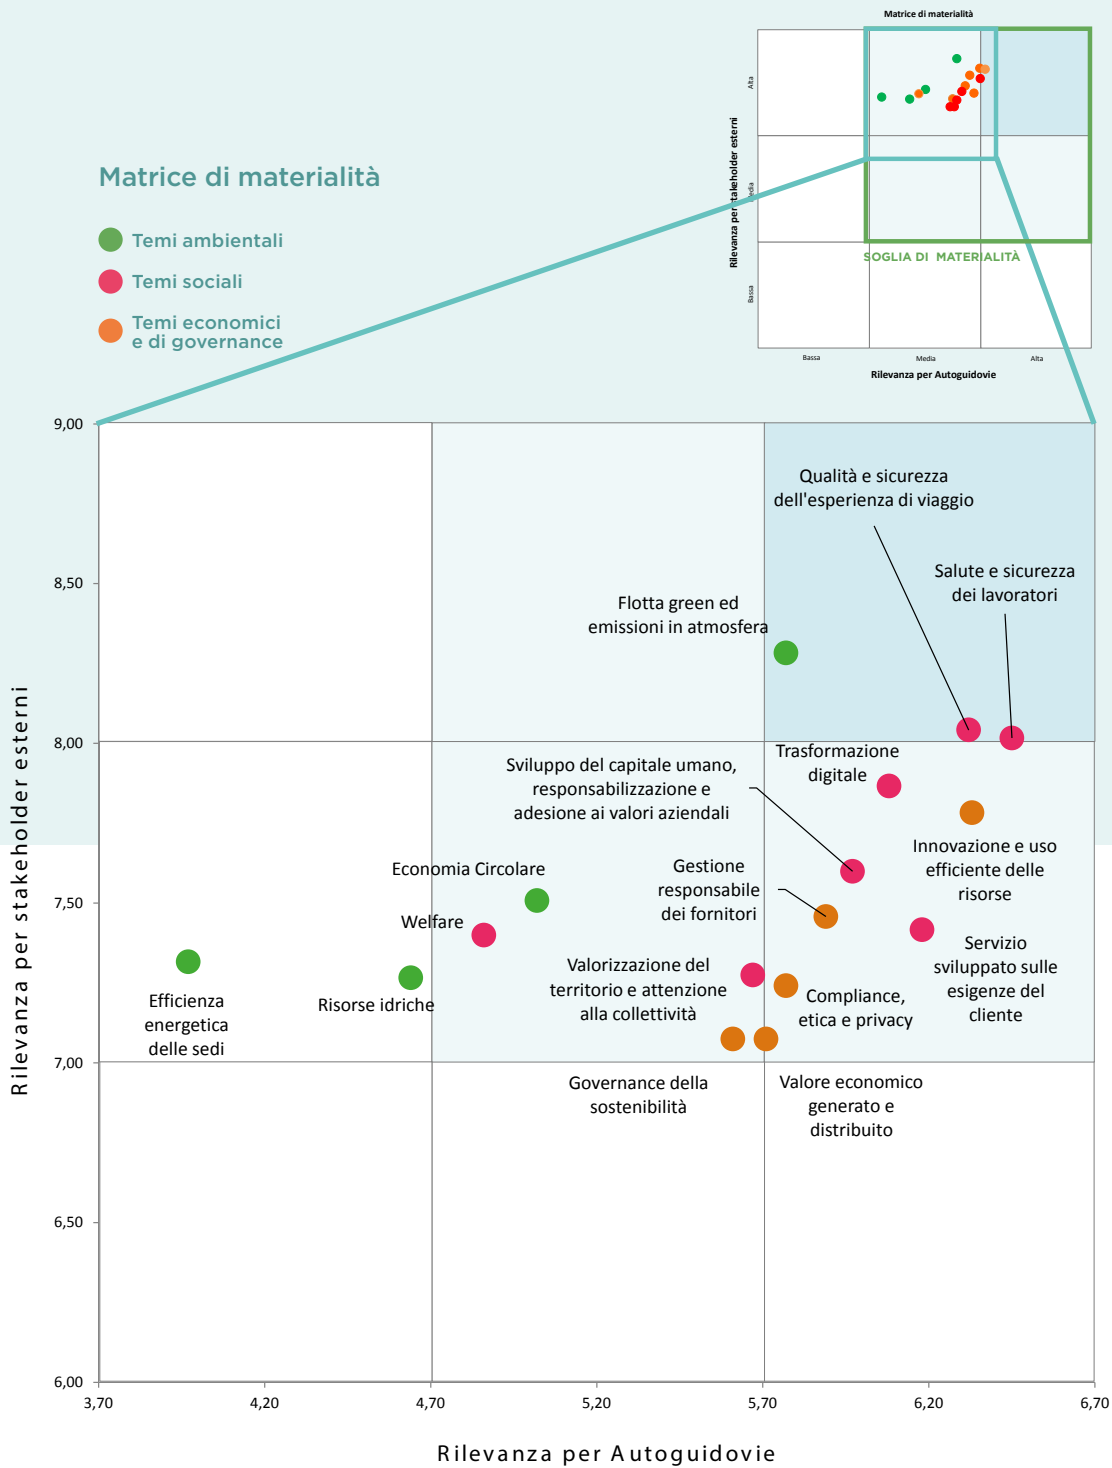 Matrice di materialità
Alta
Media
Bassa
Rilevanza per stakeholder esterni
SOGLIA DI MATERIALITÀ
Bassa
Media
Alta
Rilevanza per Autoguidovie
Matrice di materialità
Temi ambientali
Temi sociali
Temi economici
e di governance
9,00
8,50
8,00
7,50
7,00
6,50
6,00
Rilevanza per stakeholder esterni
Qualità e sicurezza
dell'esperienza di viaggio
Salute e sicurezza
dei lavoratori
Flotta green ed
emissioni in atmosfera
Trasformazione
digitale
Sviluppo del capitale umano,
responsabilizzazione e
adesione ai valori aziendali
Innovazione e uso
efficiente delle
risorse
Economia Circolare
Gestione
responsabile
dei fornitori
Welfare
Servizio
sviluppato sulle
esigenze del
cliente
Valorizzazione del
territorio e attenzione
alla collettività
Compliance,
etica e privacy
Efficienza
energetica
delle sedi
Risorse idriche
Governance della
sostenibilità
Valore economico
generato e
distribuito
3,70
4,20
4,70
5,20
5,70
6,20
6,70
Rilevanza per Autoguidovie